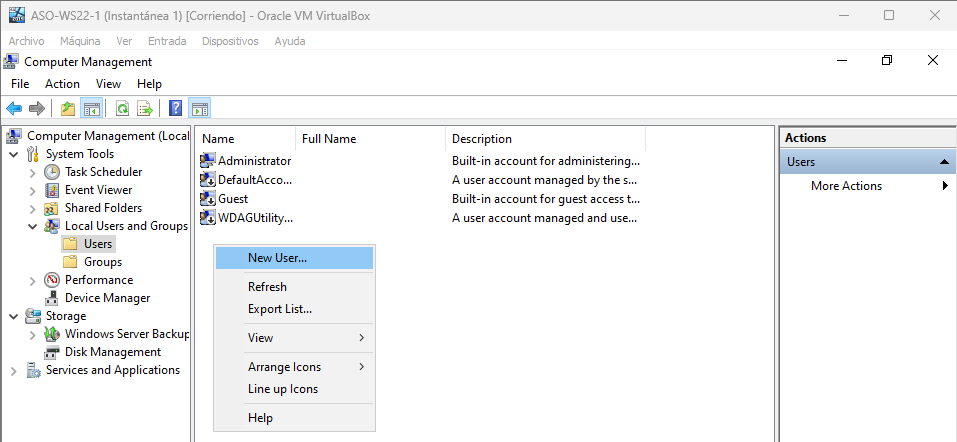 ASO-WS22-1 (Instantánea 1) [Corriendo] - Oracle VM VirtualBox
Archivo Máquina Ver Entrada Dispositivos Ayuda
Computer Management
File Action View Help
Computer Management (Local
System Tools
Task Scheduler
Event Viewer
Shared Folders
Local Users and Groups
Users
Groups
Performance
Device Manager
Storage
Windows Server Backup
Disk Management
Services and Applications
Name Full Name Description
Administrator Built-in account for administering...
DefaultAcco... A user account managed by the s...
Guest Built-in account for guest access t...
WDAGUtility... A user account managed and use...
New User...
Refresh
Export List...
View
Arrange Icons
Line up Icons
Help
Actions
Users
More Actions